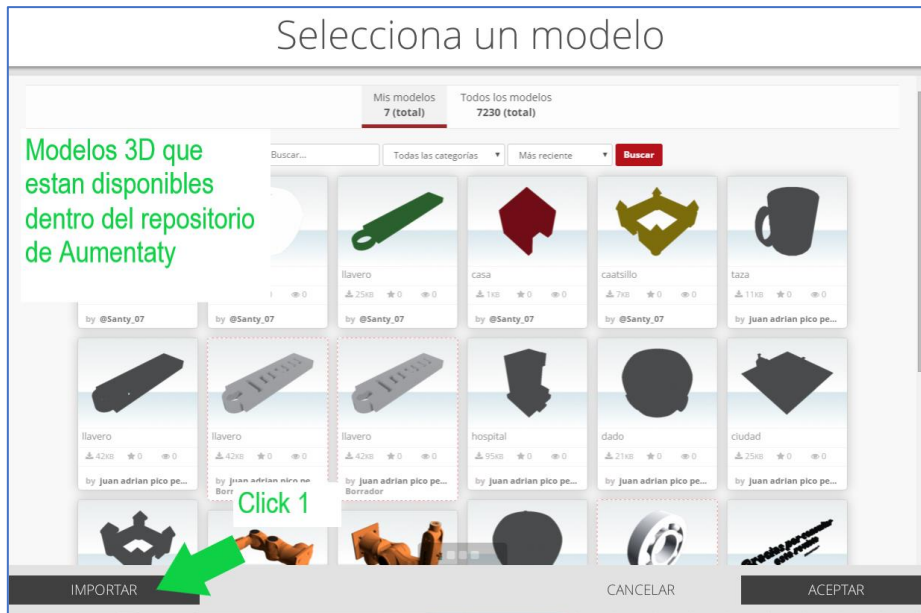 Selecciona un modelo
Mis modelos
7 (total)
Todos los modelos
7230 (total)
Modelos 3D que
estan disponibles
dentro del repositorio
de Aumentaty
Buscar...
Todas las categorías
Más reciente
Buscar
llavero
casa
caatsillo
taza
0
25KB 0 0
1KB 0 0
7KB 0 0
11KB 0 0
by @Santy_07
by @Santy_07
by @Santy_07
by @Santy_07
by @Santy_07
by juan adrian pico pe...
llavero
llavero
llavero
hospital
dado
ciudad
42KB 0 0
42KB 0 0
42KB 0 0
95KB 0 0
21KB 0 0
25KB 0 0
by juan adrian pico pe...
by juan adrian pico pe...
by juan adrian pico pe...
Borrador
by juan adrian pico pe...
by juan adrian pico pe...
by juan adrian pico pe...
Click 1
IMPORTAR
CANCELAR
ACEPTAR